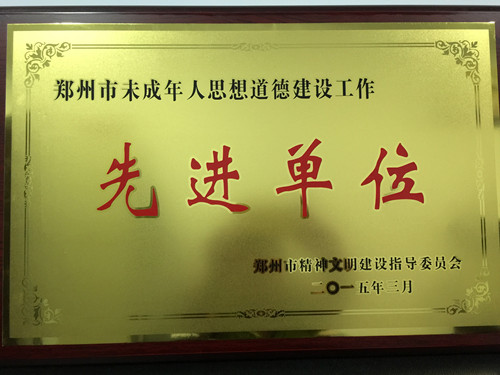 郑州市未成年人思想道德建设工作
先进单位
郑州市精神文明建设指导委员会
二〇一五年三月